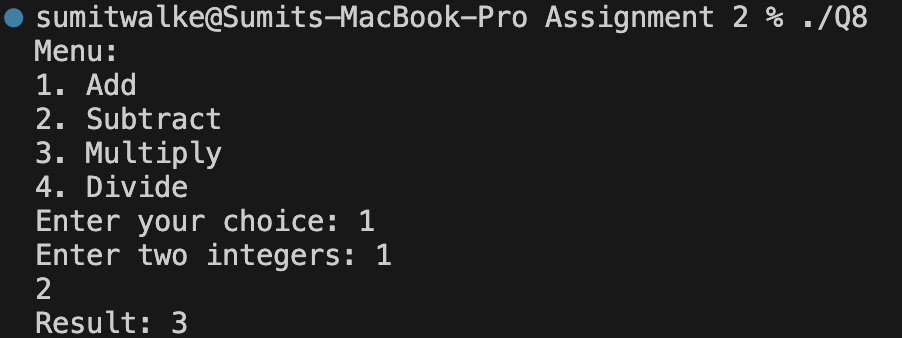 sumitwalke@Sumits-MacBook-Pro Assignment 2 % ./Q8
Menu:
1. Add
2. Subtract
3. Multiply
4. Divide
Enter your choice: 1
Enter two integers: 1
2
Result: 3